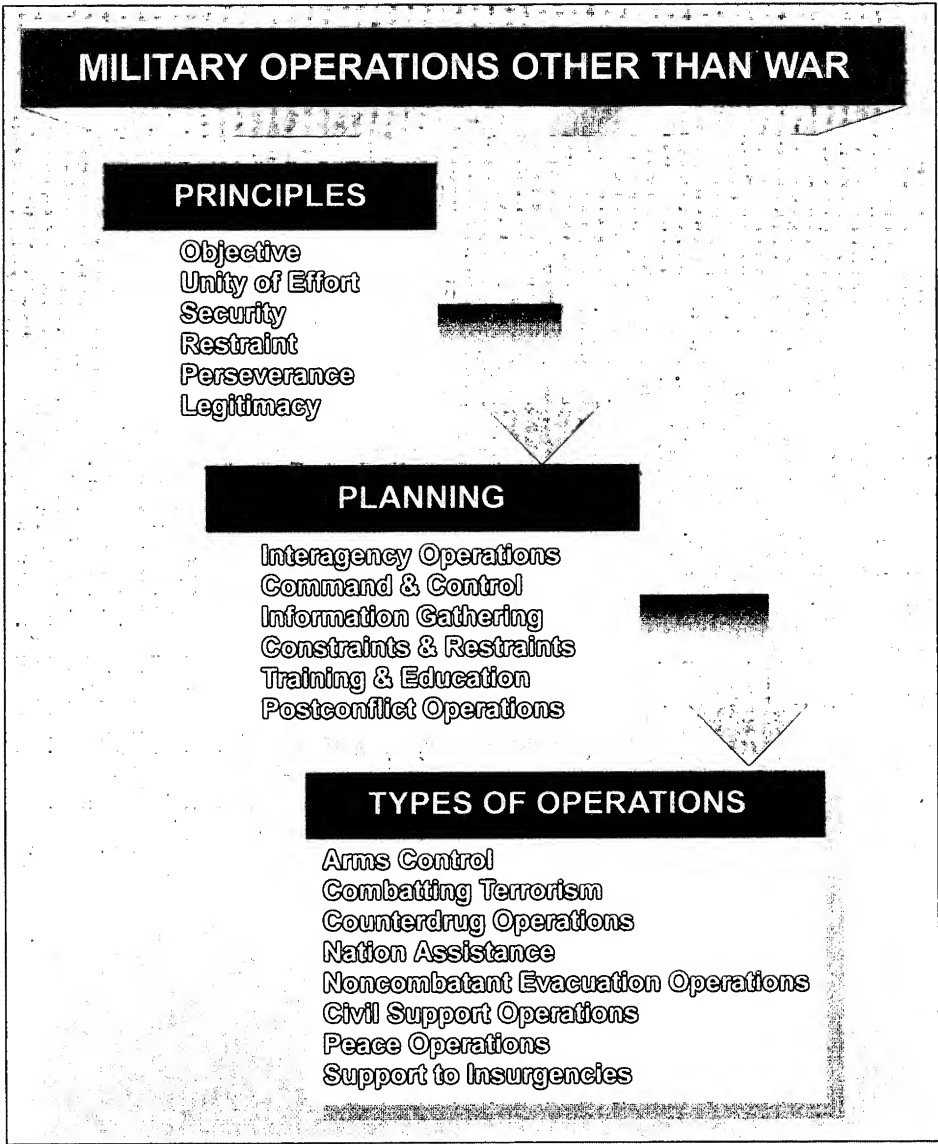 MILITARY OPERATIONS OTHER THAN WAR
PRINCIPLES
Objective
Unity of Effort
Security
Restraint
Perseverance
Legitimacy
PLANNING
Interagency Operations
Command & Control
Information Gathering
Constraints & Restraints
Training & Education
Postconflict Operations
TYPES OF OPERATIONS
Arms Control
Combatting Terrorism
Counterdrug Operations
Nation Assistance
Noncombatant Evacuation Operations
Civil Support Operations
Peace Operations
Support to Insurgencies